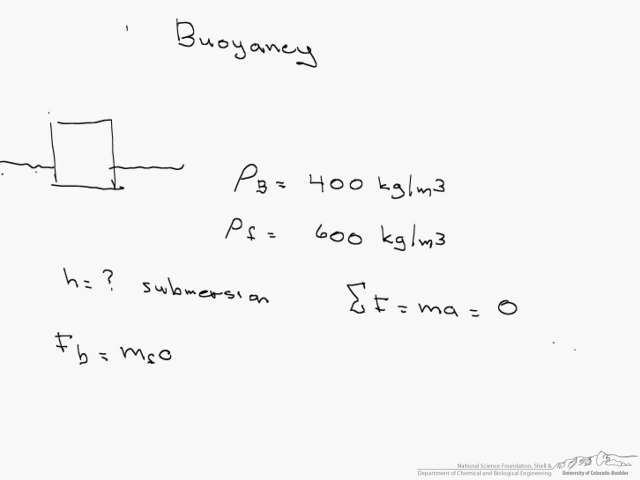 Buoyancy
ρB = 400 kg/m3
ρf = 600 kg/m3
h = ? submersion
ΣF = ma = 0
Fb = mf
National Science Foundation, Shell &
Department of Chemical and Biological Engineering
University of Colorado-Boulder